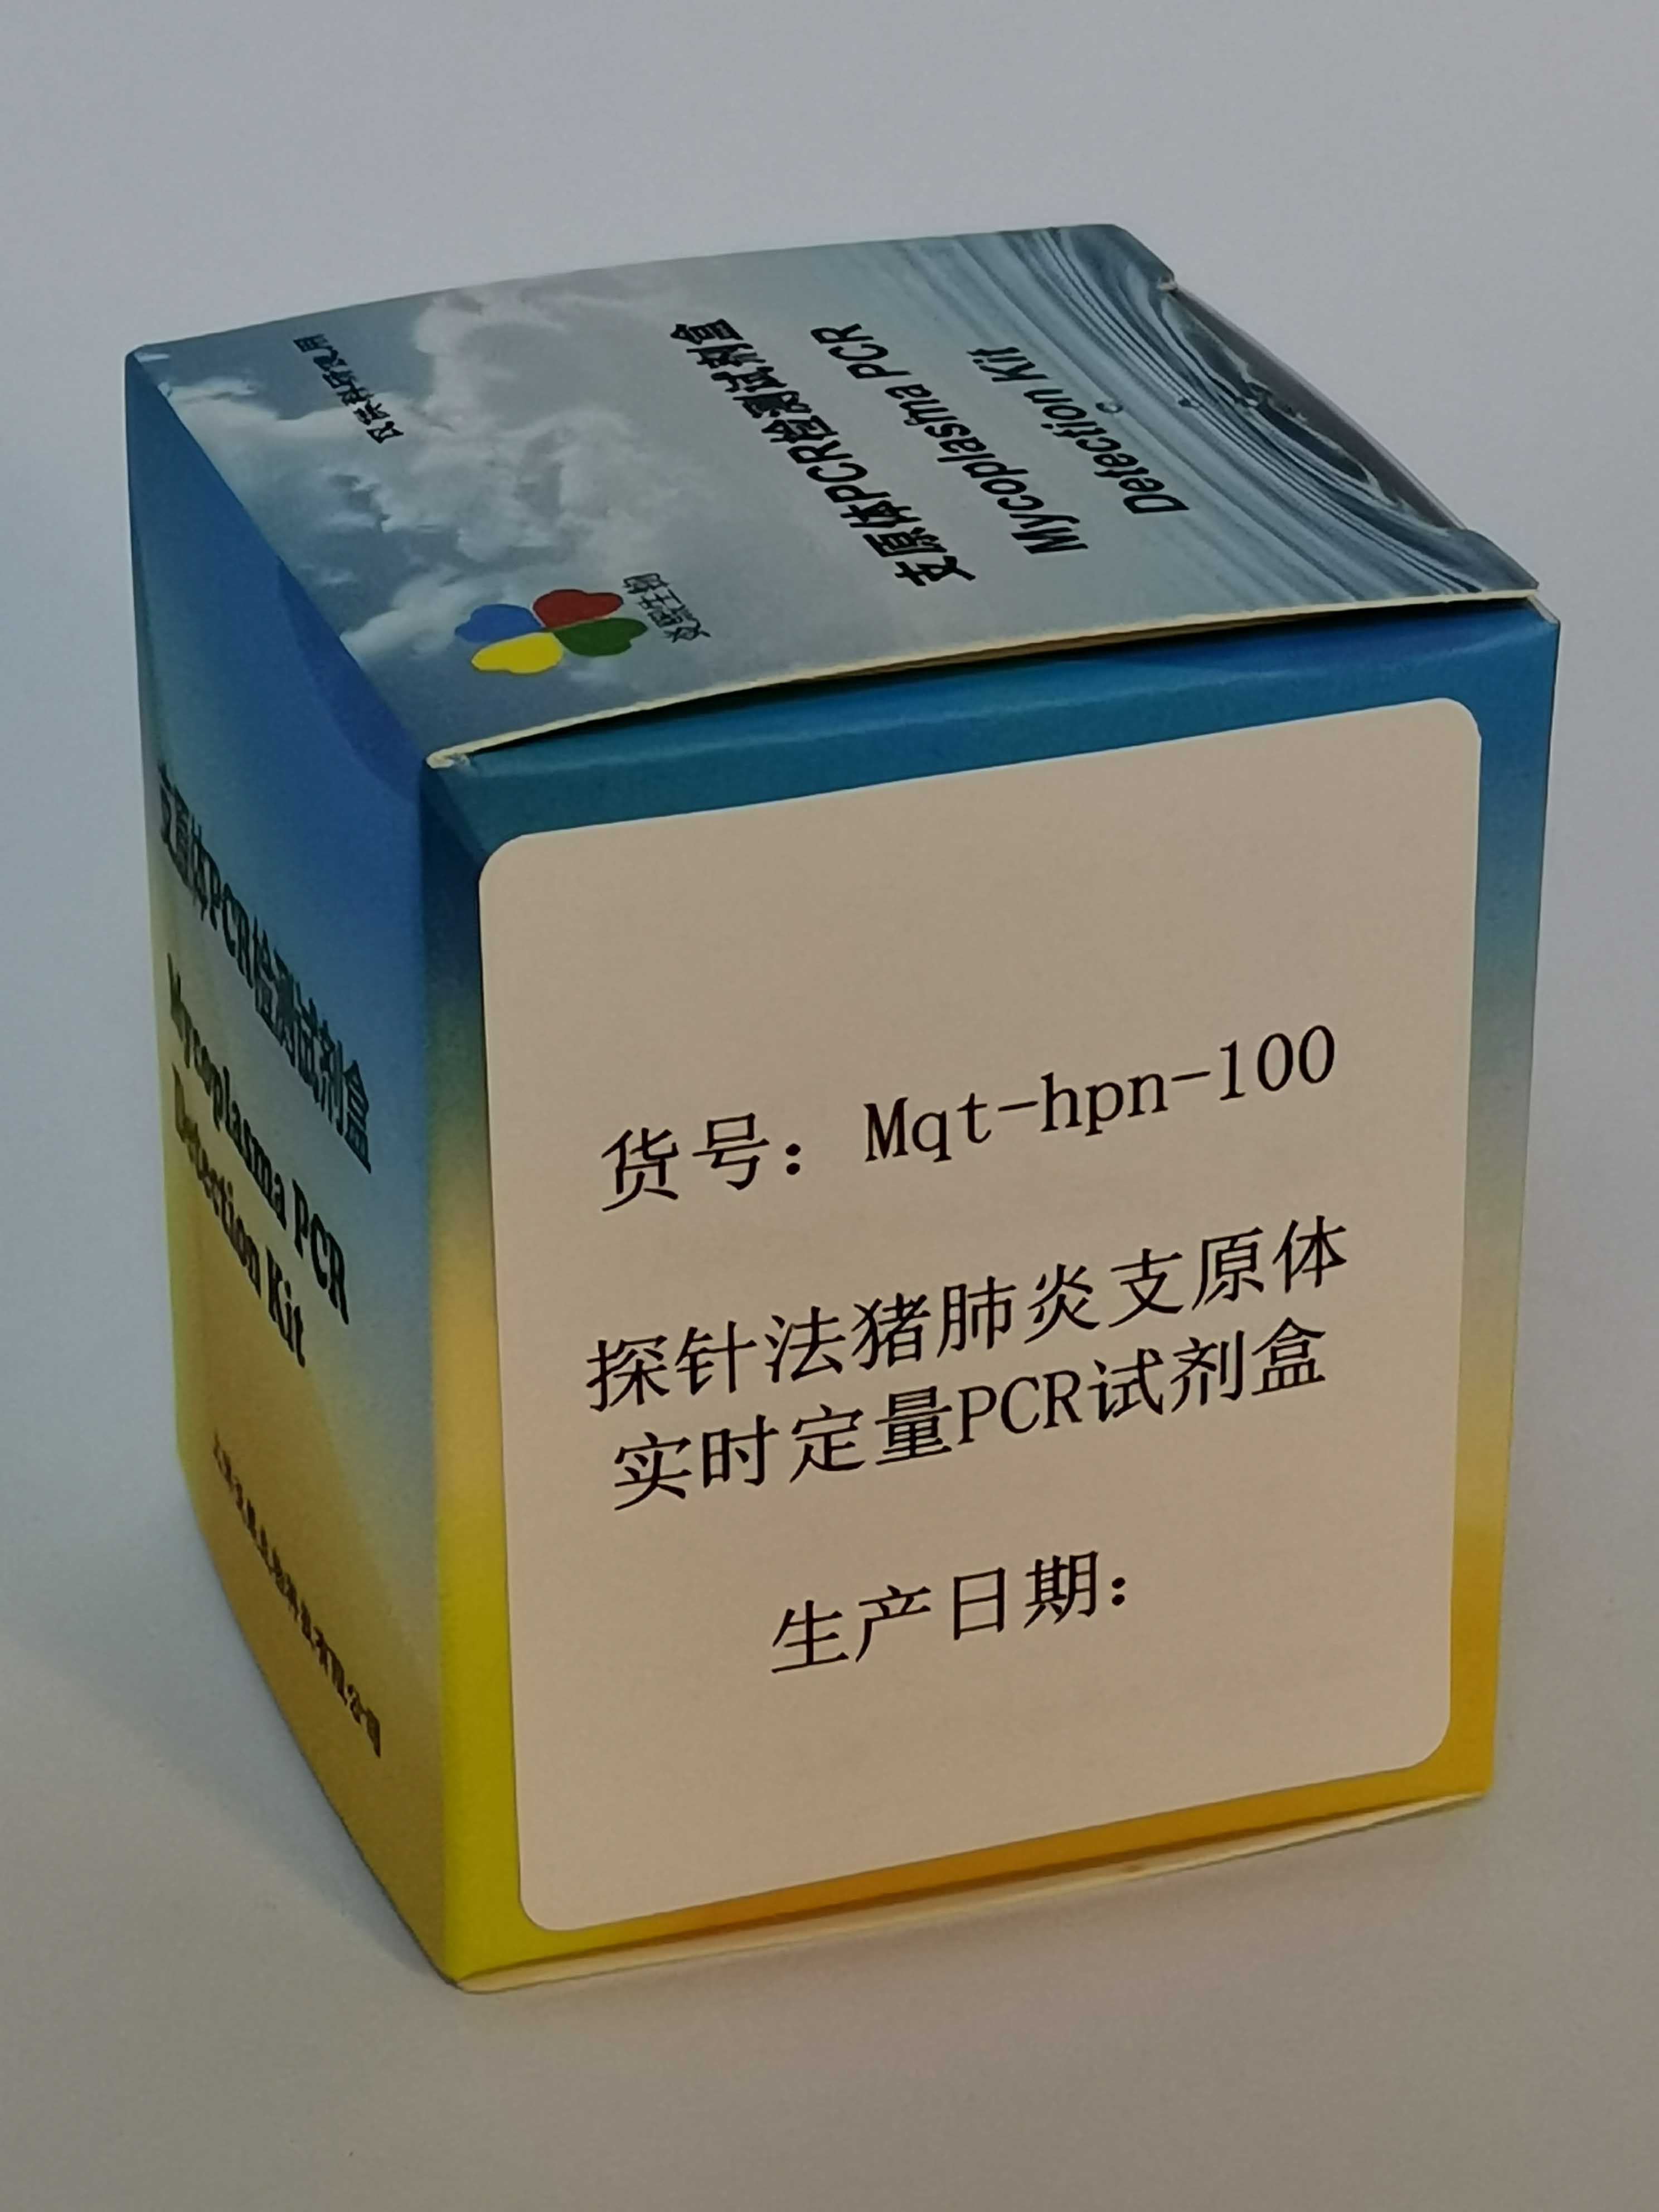 仅供科研使用
支原体PCR检测试剂盒
Mycoplasma PCR
Detection Kit
支原体PCR检测试剂盒
Mycoplasma PCR
Detection Kit
货号：Mqt-hpn-100
探针法猪肺炎支原体
实时定量PCR试剂盒
生产日期：